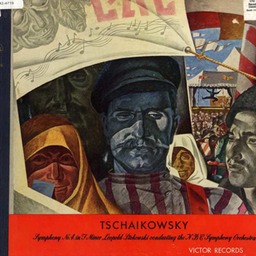 TSCHAIKOWSKY
Symphony No. 4 in F Minor Leopold Stokowski conducting the N B C Symphony Orchestra
VICTOR RECORDS